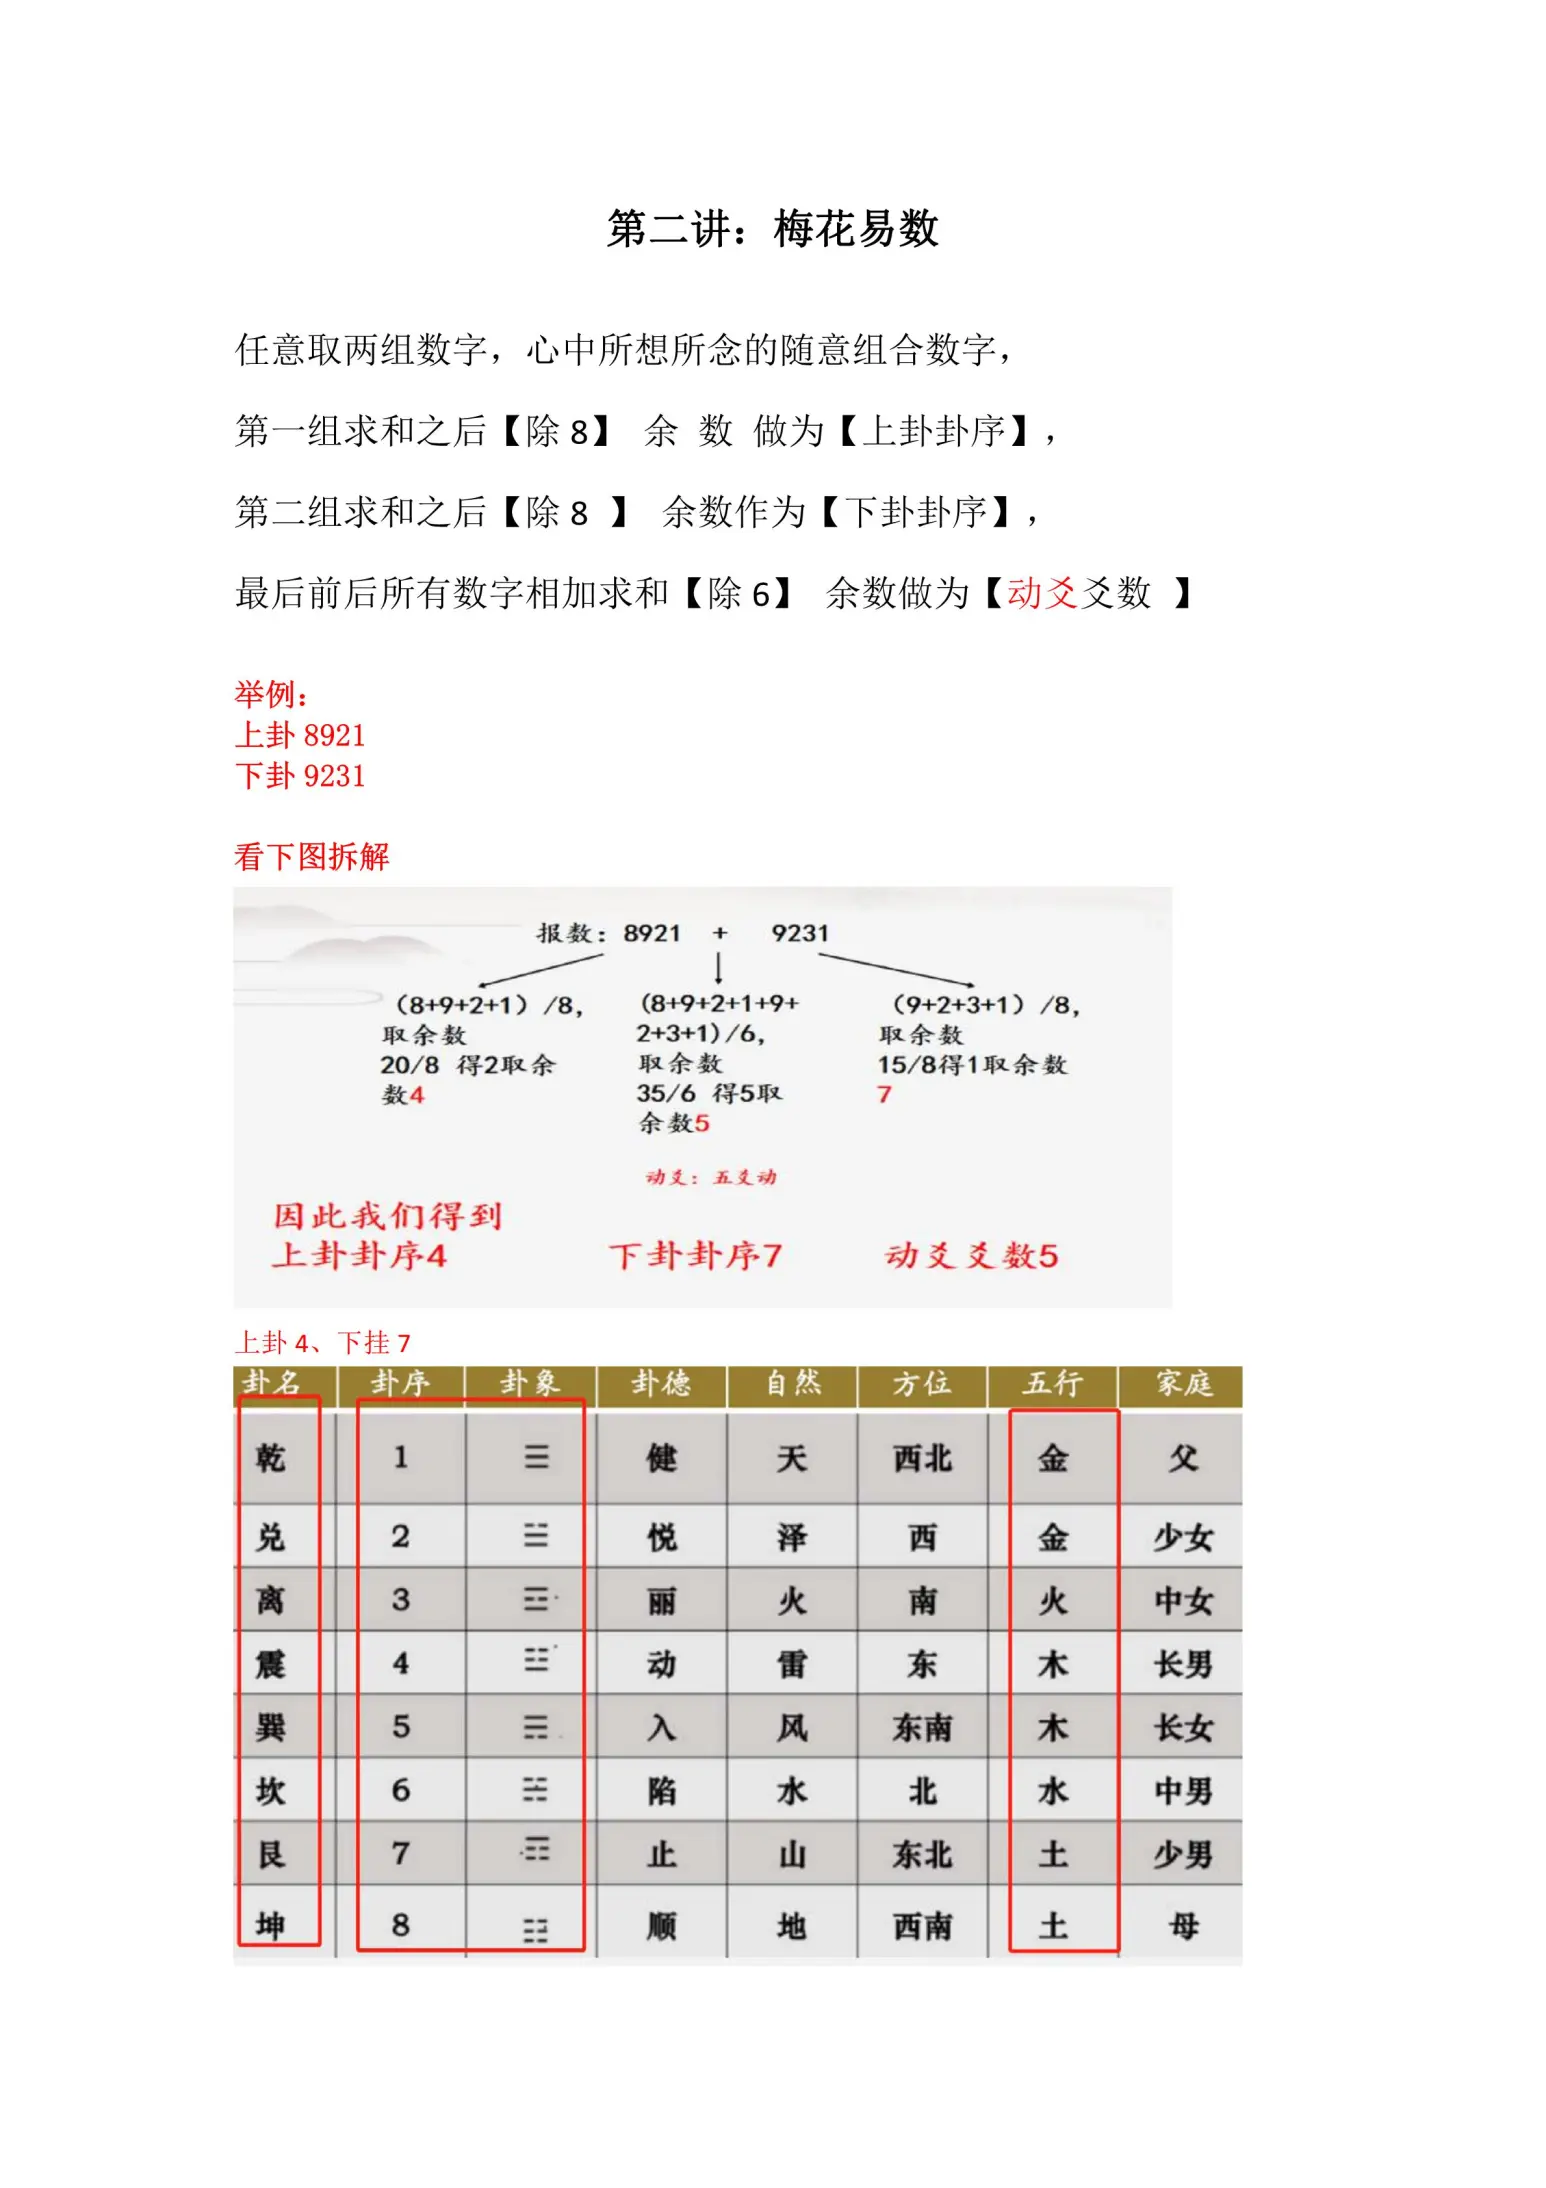 第二讲：梅花易数
任意取两组数字，心中所想所念的随意组合数字，
第一组求和之后【除8】 余 数 做为【上卦卦序】，
第二组求和之后【除8 】 余数作为【下卦卦序】，
最后前后所有数字相加求和【除6】 余数做为【动爻爻数 】
举例：
上卦8921
下卦9231
看下图拆解
报数：8921 + 9231
（8+9+2+1）/8，
取余数
20/8 得2取余
数4
（8+9+2+1+9+
2+3+1)/6，
取余数
35/6 得5取
余数5
动爻：五爻动
（9+2+3+1）/8，
取余数
15/8得1取余数
7
因此我们得到
上卦卦序4 下卦卦序7 动爻爻数5
上卦4、下挂7
卦名 卦序 卦象 卦德 自然 方位 五行 家庭
乾 1 ☰ 健 天 西北 金 父
兑 2 ☱ 悦 泽 西 金 少女
离 3 ☲ 丽 火 南 火 中女
震 4 ☳ 动 雷 东 木 长男
巽 5 ☴ 入 风 东南 木 长女
坎 6 ☵ 陷 水 北 水 中男
艮 7 ☶ 止 山 东北 土 少男
坤 8 ☷ 顺 地 西南 土 母